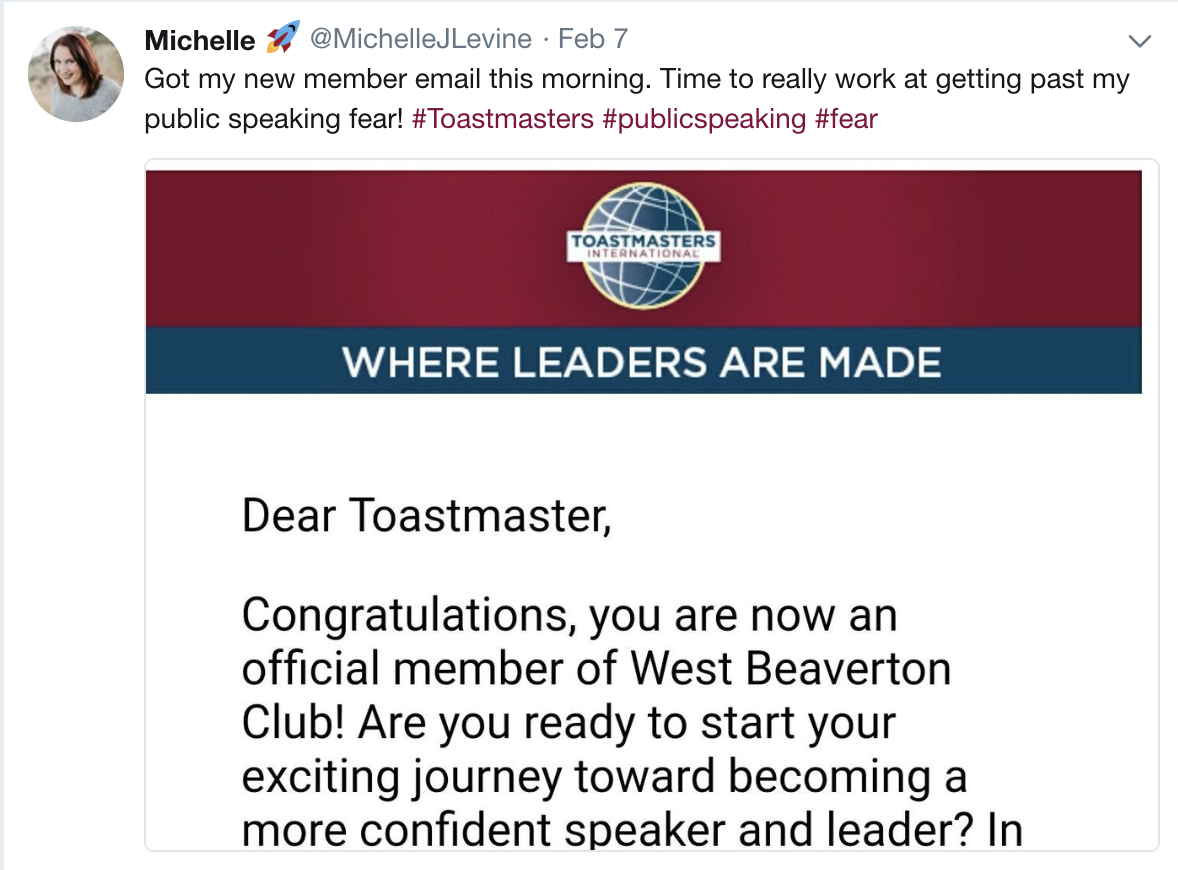 Michelle 🚀 @MichelleJLevine · Feb 7
Got my new member email this morning. Time to really work at getting past my
public speaking fear! #Toastmasters #publicspeaking #fear
TOASTMASTERS
INTERNATIONAL
WHERE LEADERS ARE MADE
Dear Toastmaster,
Congratulations, you are now an
official member of West Beaverton
Club! Are you ready to start your
exciting journey toward becoming a
more confident speaker and leader? In